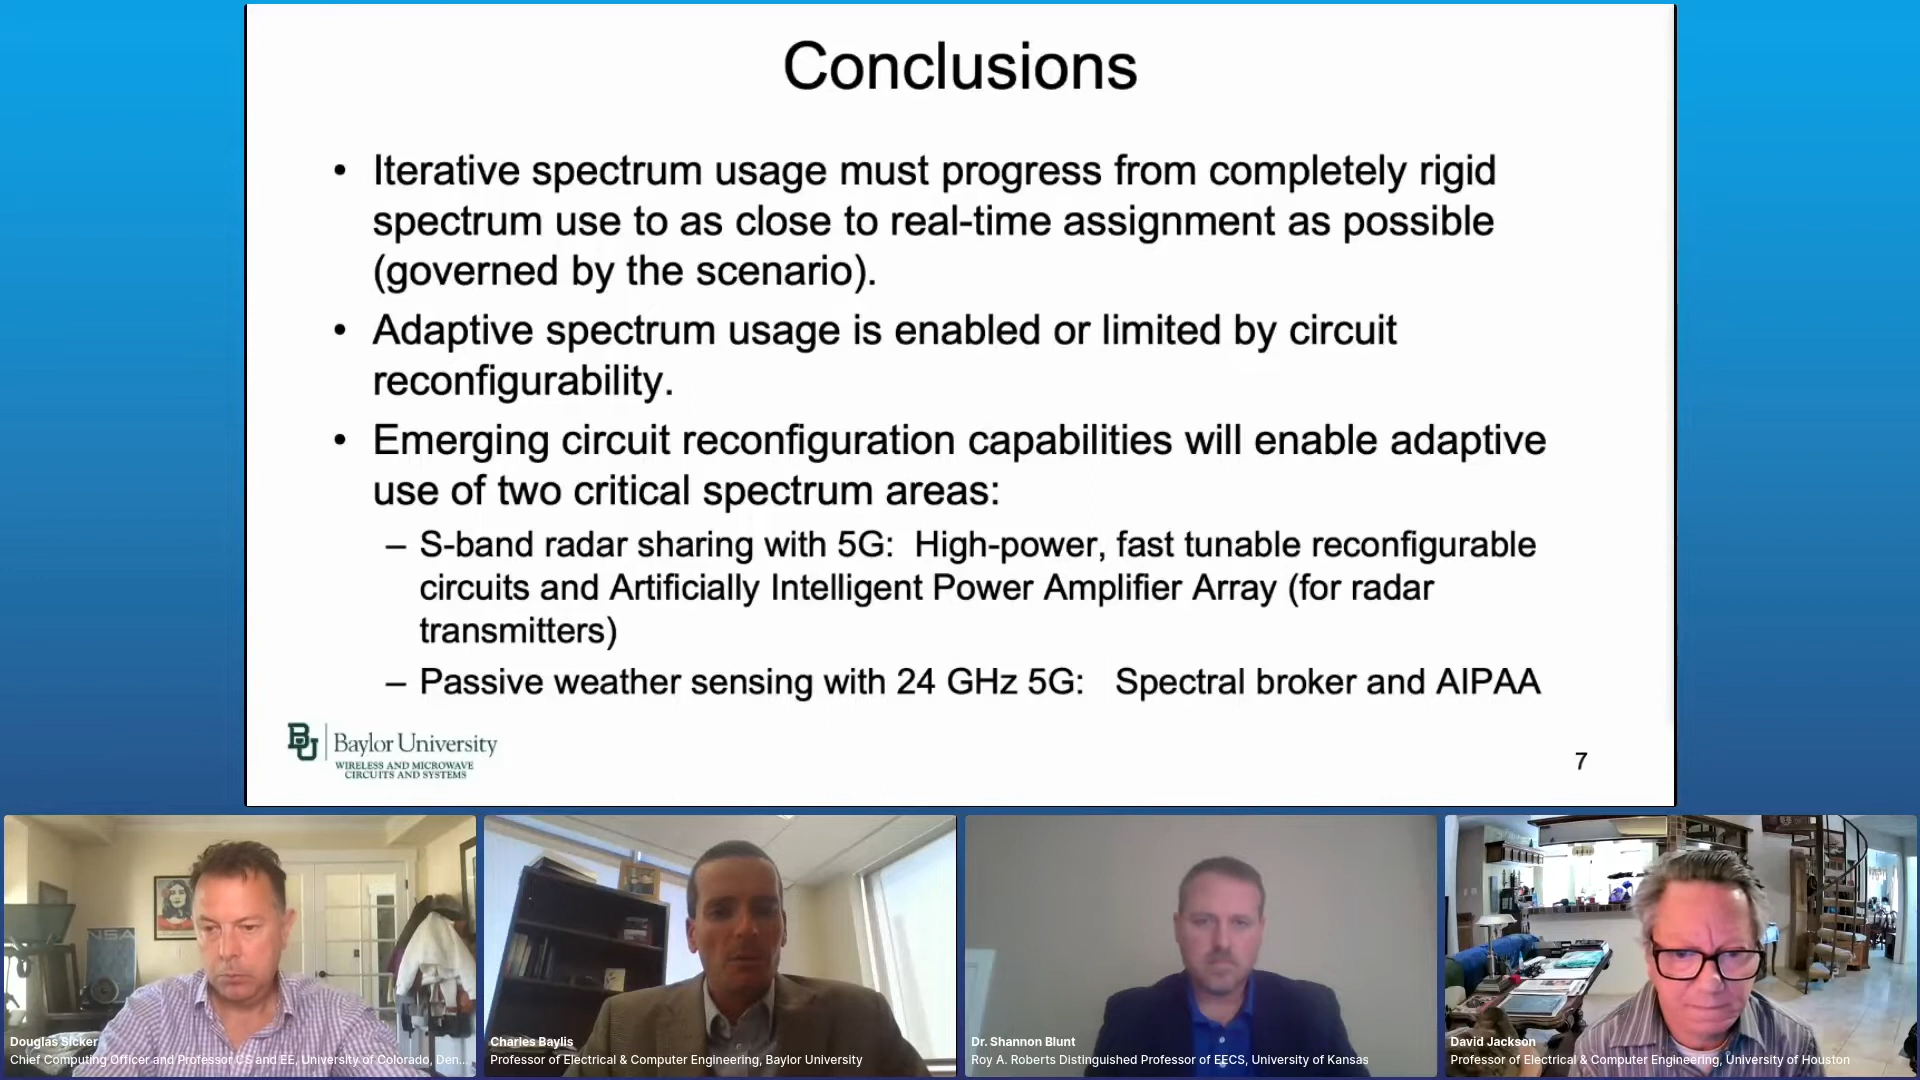 Conclusions
• Iterative spectrum usage must progress from completely rigid
spectrum use to as close to real-time assignment as possible
(governed by the scenario).
• Adaptive spectrum usage is enabled or limited by circuit
reconfigurability.
• Emerging circuit reconfiguration capabilities will enable adaptive
use of two critical spectrum areas:
– S-band radar sharing with 5G: High-power, fast tunable reconfigurable
circuits and Artificially Intelligent Power Amplifier Array (for radar
transmitters)
– Passive weather sensing with 24 GHz 5G: Spectral broker and AIPAA
BU Baylor University
WIRELESS AND MICROWAVE
CIRCUITS AND SYSTEMS
7
Douglas Sicker
Chief Computing Officer and Professor CS and EE, University of Colorado, Den...
Charles Baylis
Professor of Electrical & Computer Engineering, Baylor University
Dr. Shannon Blunt
Roy A. Roberts Distinguished Professor of EECS, University of Kansas
David Jackson
Professor of Electrical & Computer Engineering, University of Houston